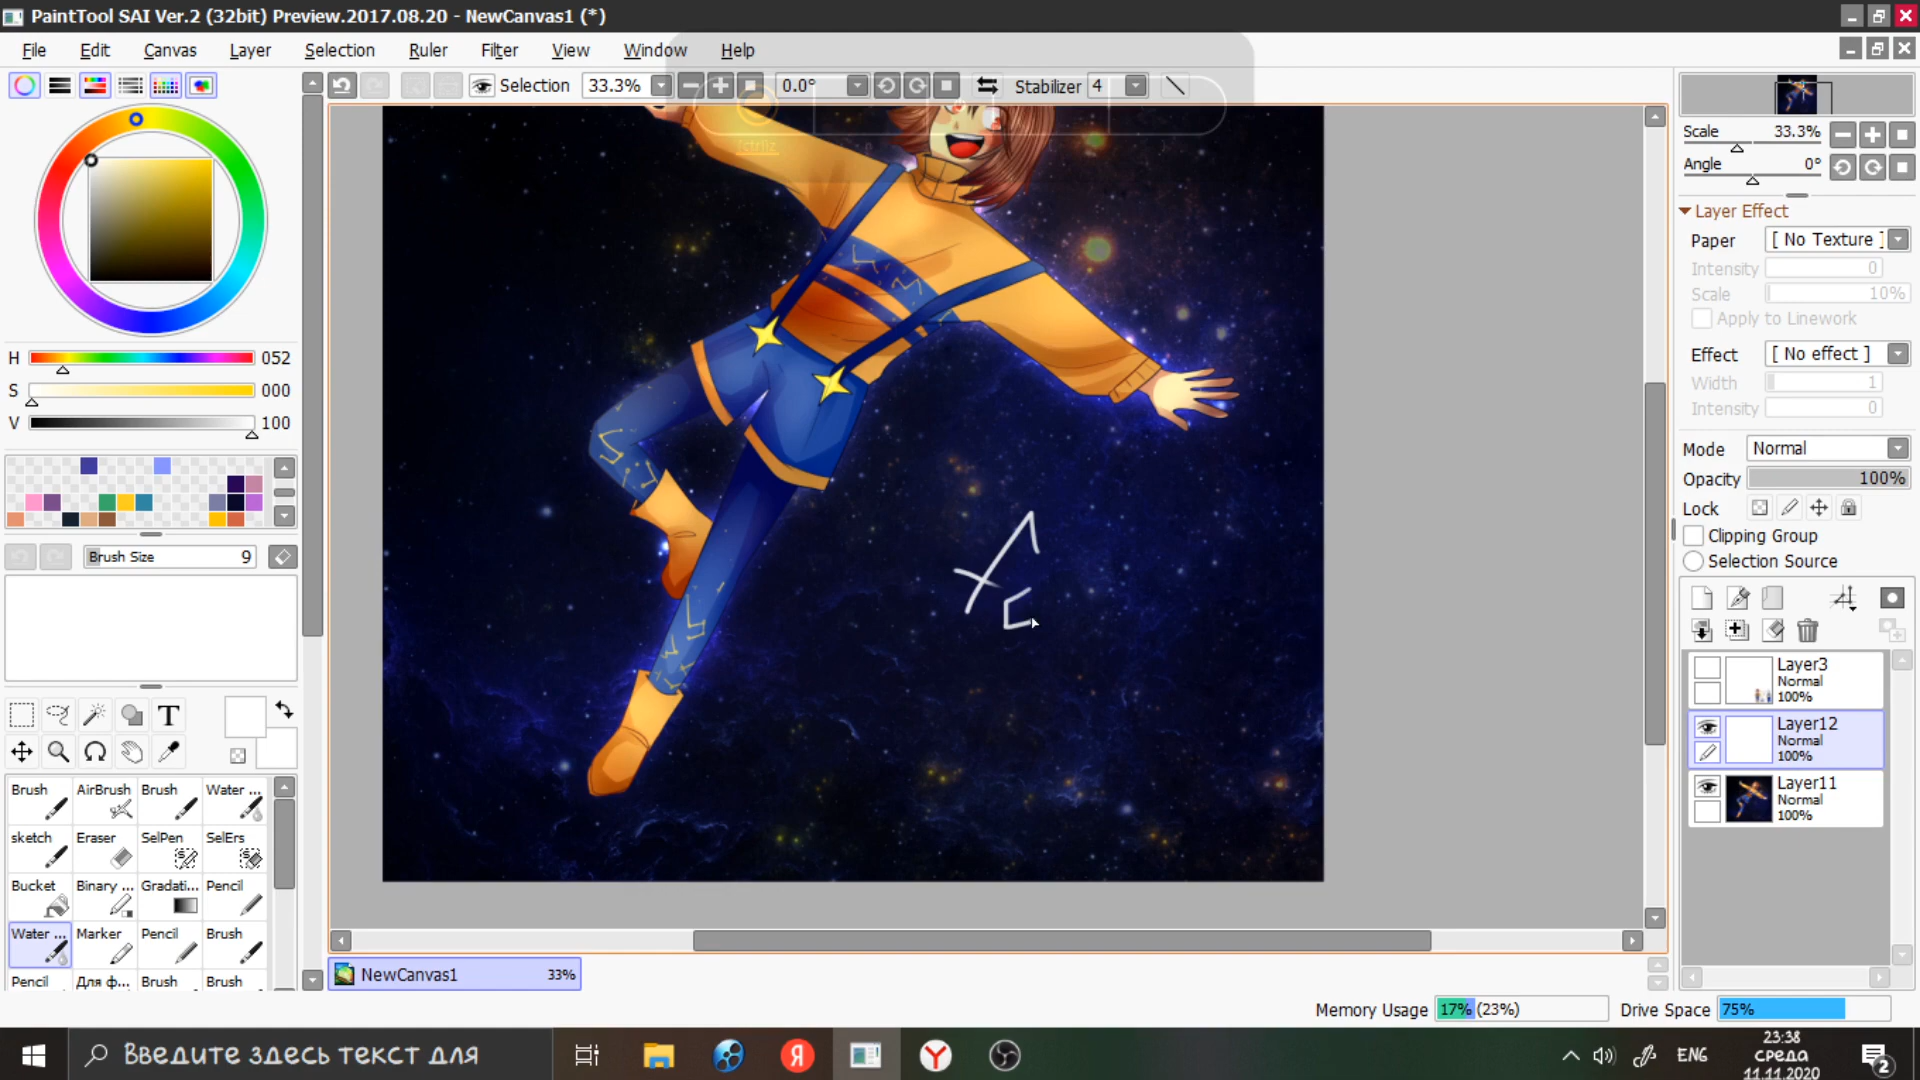 PaintTool SAI Ver.2 (32bit) Preview.2017.08.20 - NewCanvas1 (*)
File Edit Canvas Layer Selection Ruler Filter View Window Help
Selection 33.3% 0.0° Stabilizer 4
Scale 33.3%
Angle 0°
Layer Effect
Paper [ No Texture ]
Intensity 0
Scale 10%
Apply to Linework
Effect [ No effect ]
Width 1
Intensity 0
Mode Normal
Opacity 100%
Lock
Clipping Group
Selection Source
Layer3
Normal
100%
Layer12
Normal
100%
Layer11
Normal
100%
H 052
S 000
V 100
Brush Size 9
T
Brush AirBrush Brush Water ...
sketch Eraser SelPen SelErs
Bucket Binary ... Gradati... Pencil
Water ... Marker Pencil Brush
Pencil Для ф... Brush Brush
NewCanvas1 33%
Memory Usage 17% (23%) Drive Space 75%
Введите здесь текст для
ENG
23:38
среда
11.11.2020
2